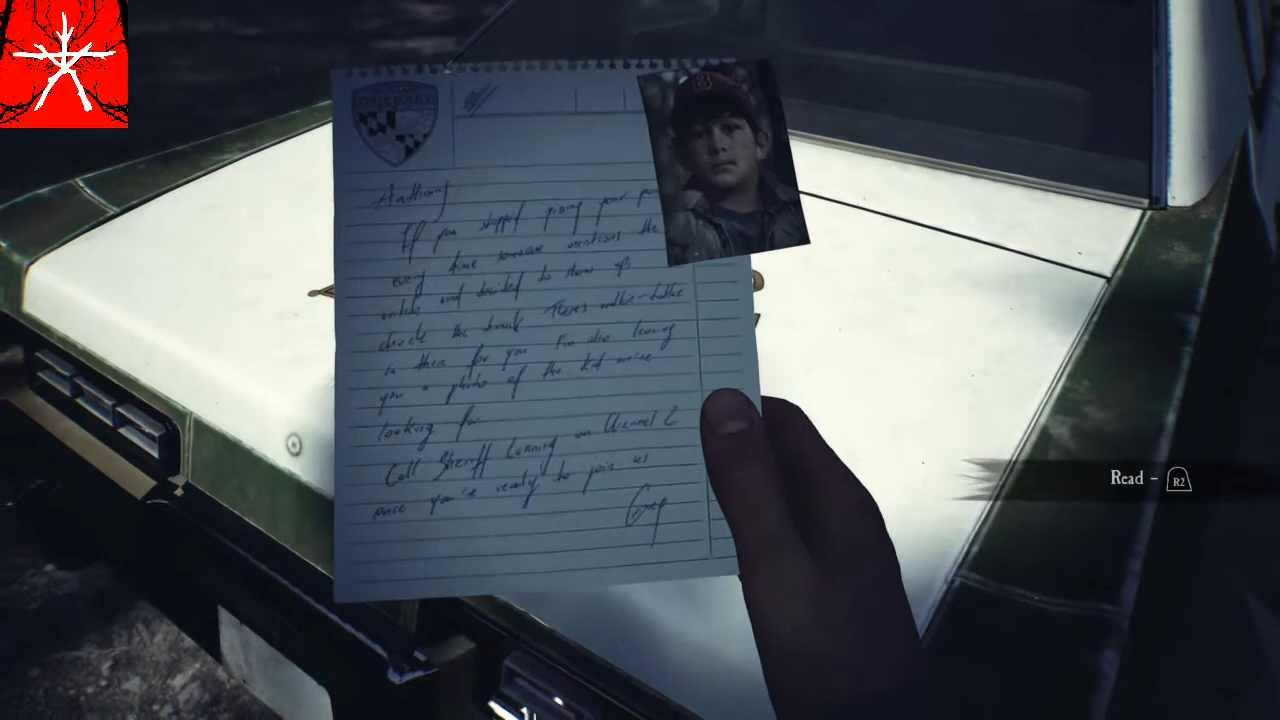 Anthony.
If you stopped pissing your
every time someone mentions the
witch and decided to show up
check the trunk There's walkie-talkie
in there for you I'm also leaving
you a photo of the kid we're
looking for
Call Sheriff Lanning on Channel 2
once you're ready to join us
Greg
Read - R2